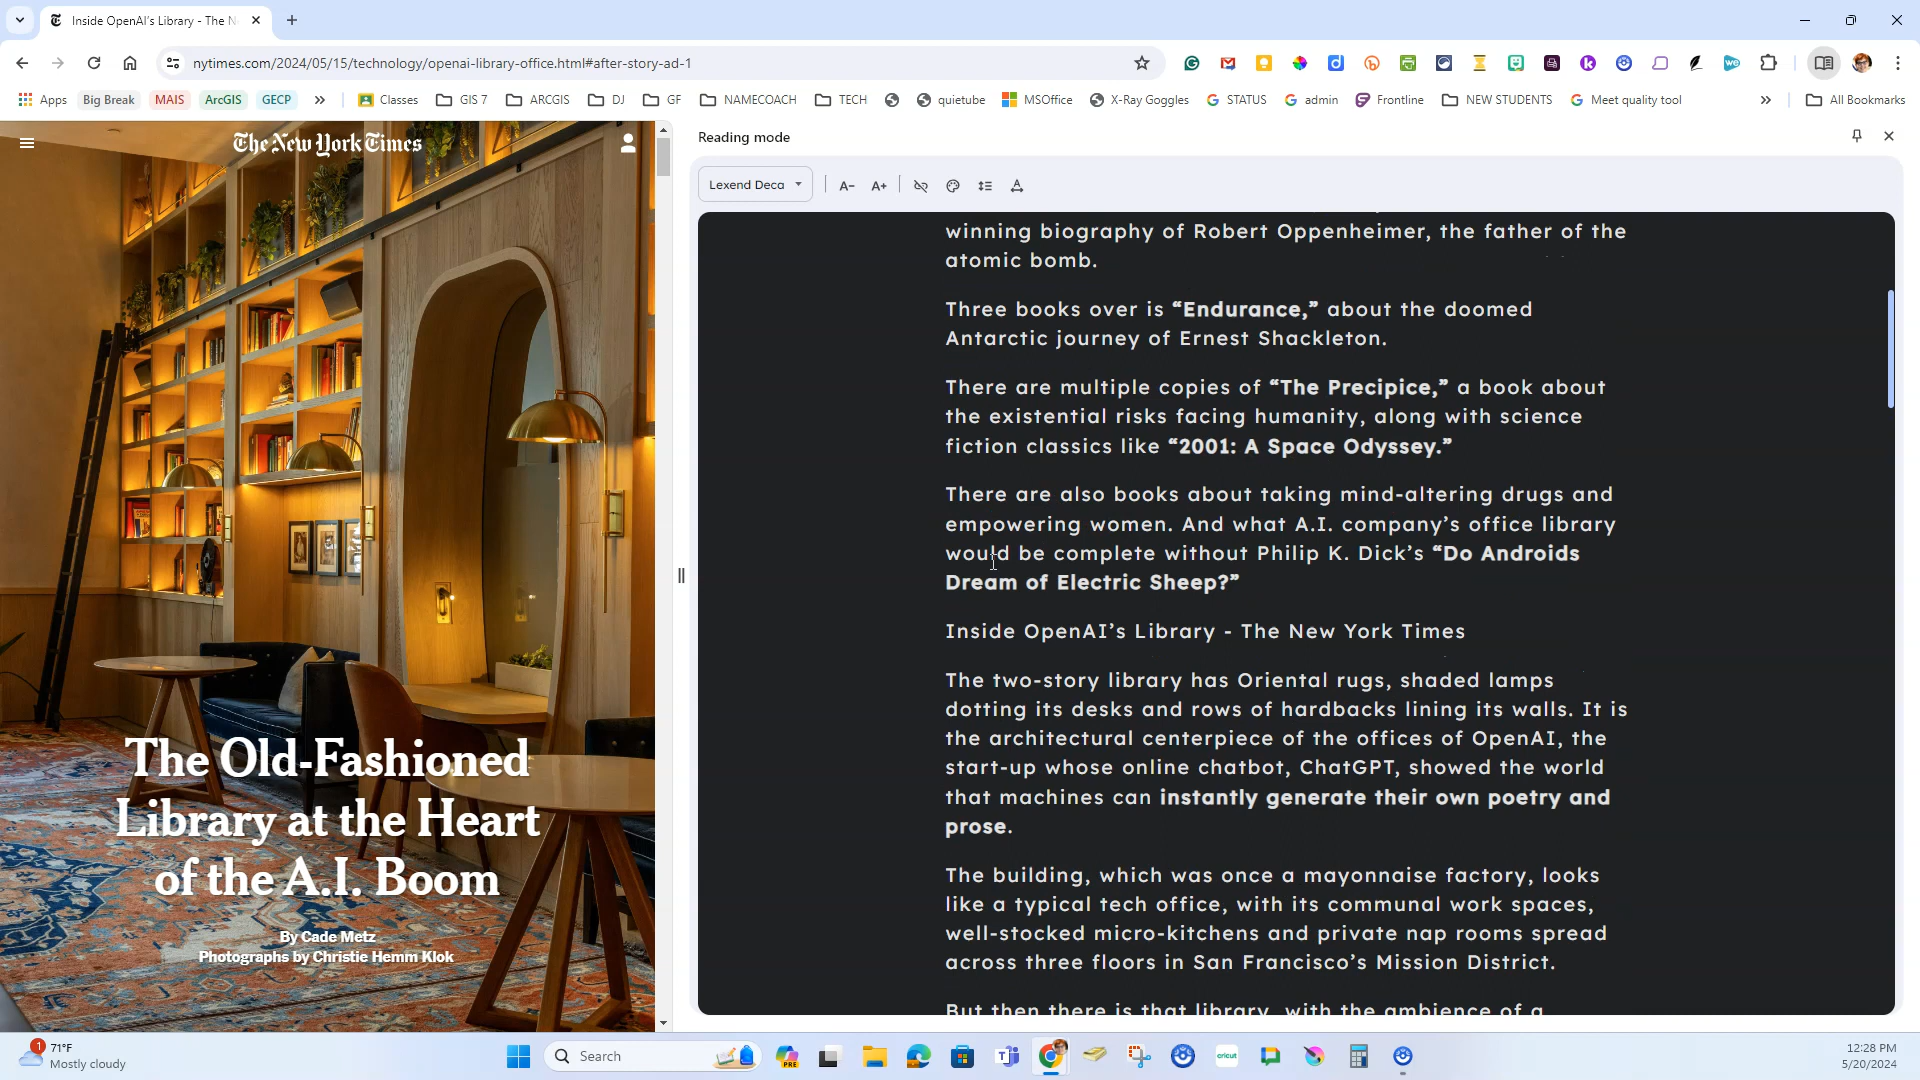 Inside OpenAI's Library - The N
nytimes.com/2024/05/15/technology/openai-library-office.html#after-story-ad-1
Apps
Big Break
MAIS
ArcGIS
GECP
Classes
GIS 7
ARCGIS
DJ
GF
NAMECOACH
TECH
quietube
MSOffice
X-Ray Goggles
STATUS
admin
Frontline
NEW STUDENTS
Meet quality tool
All Bookmarks
The New York Times
The Old-Fashioned
Library at the Heart
of the A.I. Boom
By Cade Metz
Photographs by Christie Hemm Klok
Reading mode
Lexend Deca
A-
A+
winning biography of Robert Oppenheimer, the father of the
atomic bomb.
Three books over is “Endurance,” about the doomed
Antarctic journey of Ernest Shackleton.
There are multiple copies of “The Precipice,” a book about
the existential risks facing humanity, along with science
fiction classics like “2001: A Space Odyssey.”
There are also books about taking mind-altering drugs and
empowering women. And what A.I. company’s office library
would be complete without Philip K. Dick’s “Do Androids
Dream of Electric Sheep?”
Inside OpenAI’s Library - The New York Times
The two-story library has Oriental rugs, shaded lamps
dotting its desks and rows of hardbacks lining its walls. It is
the architectural centerpiece of the offices of OpenAI, the
start-up whose online chatbot, ChatGPT, showed the world
that machines can instantly generate their own poetry and
prose.
The building, which was once a mayonnaise factory, looks
like a typical tech office, with its communal work spaces,
well-stocked micro-kitchens and private nap rooms spread
across three floors in San Francisco’s Mission District.
But then there is that library, with the ambience of a
1
71°F
Mostly cloudy
Search
PRE
cricut
12:28 PM
5/20/2024